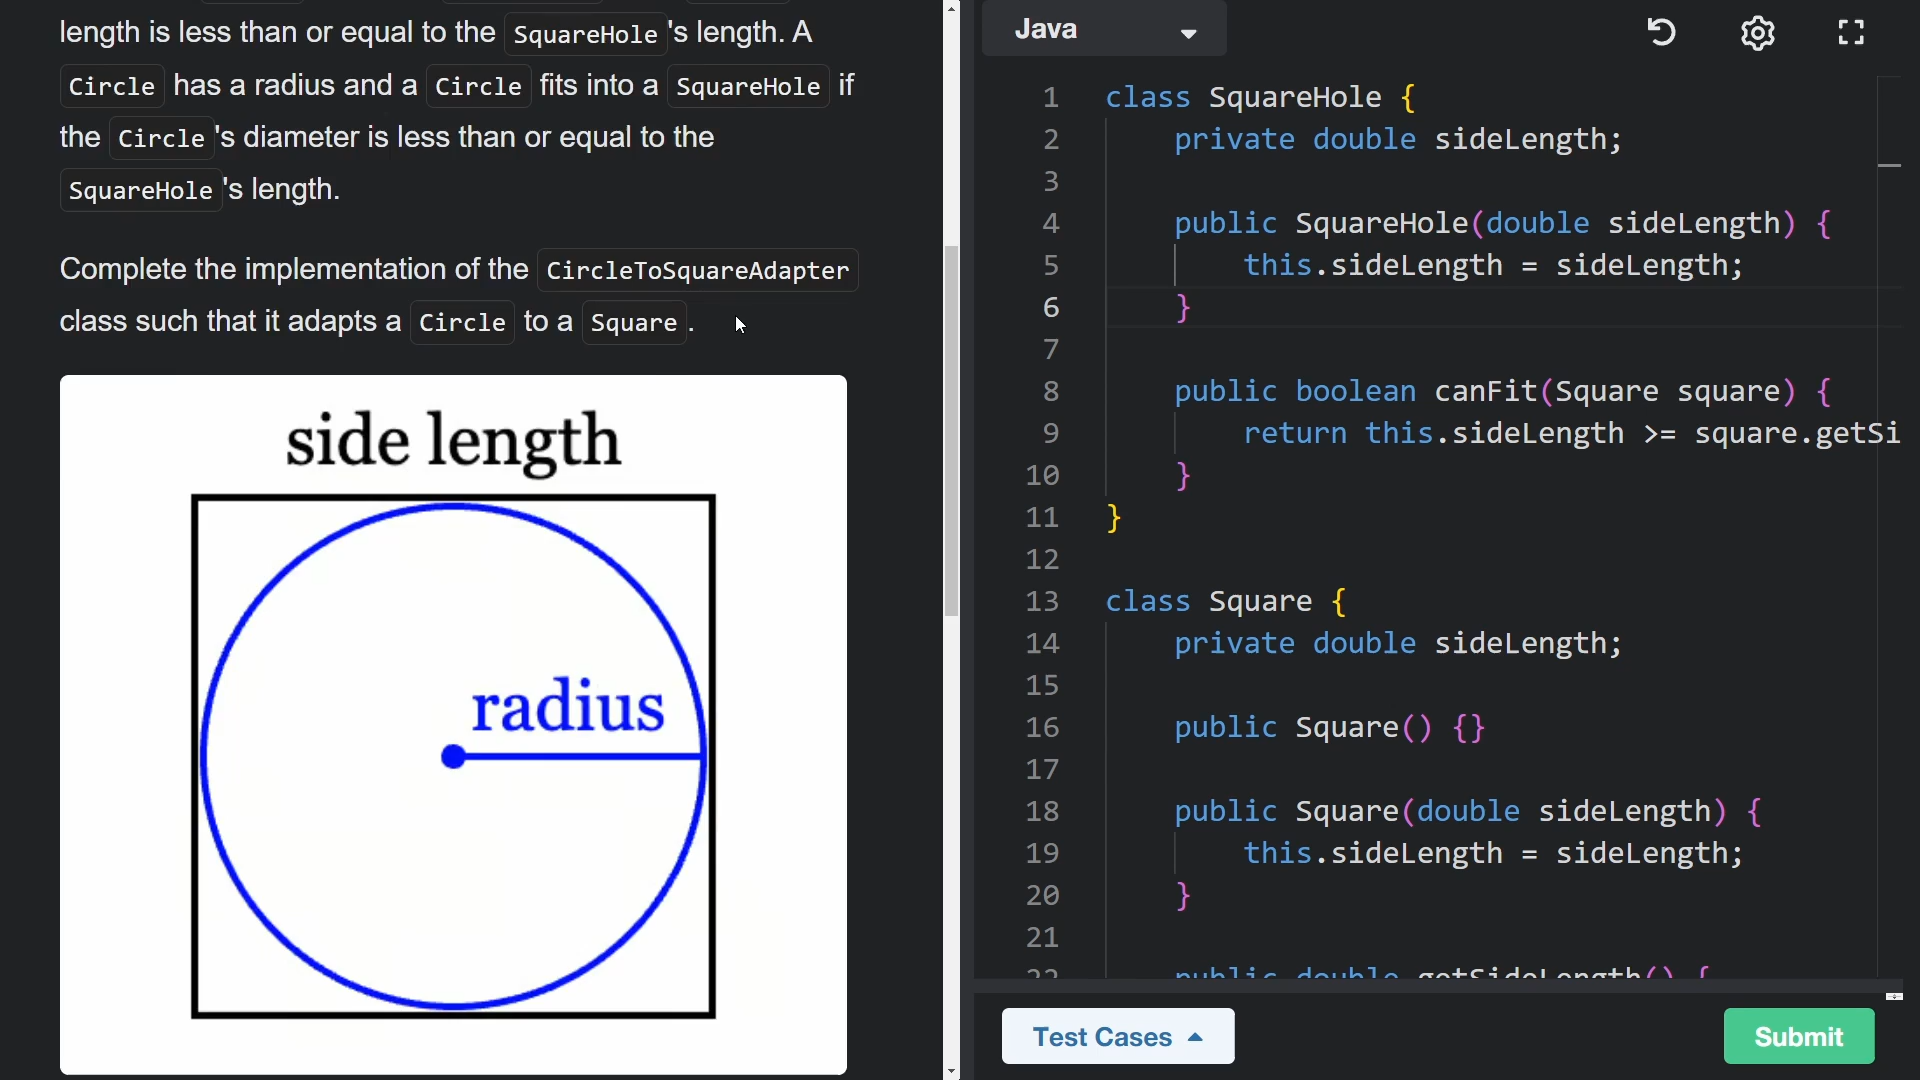 length is less than or equal to the SquareHole 's length. A
Circle has a radius and a Circle fits into a SquareHole if
the Circle 's diameter is less than or equal to the
SquareHole 's length.
Complete the implementation of the CircleToSquareAdapter
class such that it adapts a Circle to a Square .
side length
radius
Java
1 class SquareHole {
2 private double sideLength;
3
4 public SquareHole(double sideLength) {
5 this.sideLength = sideLength;
6 }
7
8 public boolean canFit(Square square) {
9 return this.sideLength >= square.getSi
10 }
11 }
12
13 class Square {
14 private double sideLength;
15
16 public Square() {}
17
18 public Square(double sideLength) {
19 this.sideLength = sideLength;
20 }
21
22 public double getSideLength() {
Test Cases
Submit